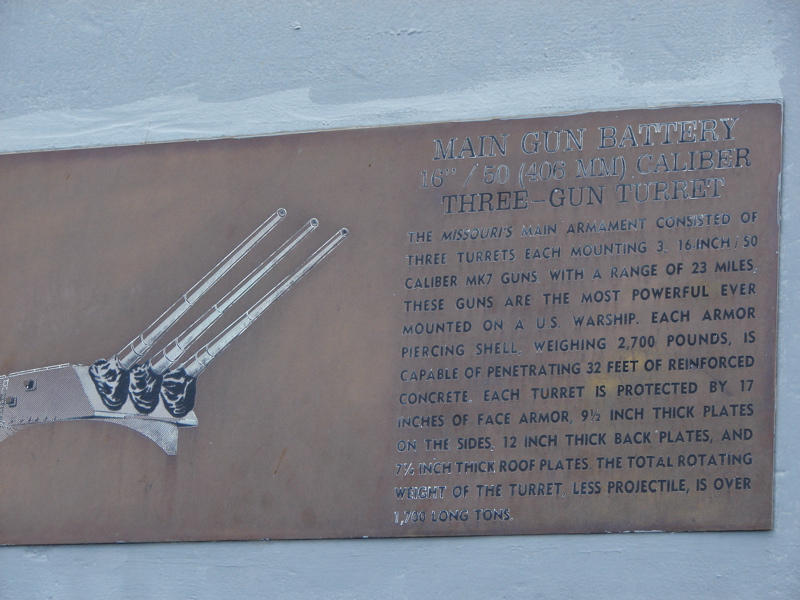 MAIN GUN BATTERY
16" / 50 (406 MM) CALIBER
THREE-GUN TURRET
THE MISSOURI'S MAIN ARMAMENT CONSISTED OF
THREE TURRETS EACH MOUNTING 3, 16 INCH / 50
CALIBER MK7 GUNS. WITH A RANGE OF 23 MILES,
THESE GUNS ARE THE MOST POWERFUL EVER
MOUNTED ON A U.S. WARSHIP. EACH ARMOR
PIERCING SHELL, WEIGHING 2,700 POUNDS, IS
CAPABLE OF PENETRATING 32 FEET OF REINFORCED
CONCRETE. EACH TURRET IS PROTECTED BY 17
INCHES OF FACE ARMOR, 9½ INCH THICK PLATES
ON THE SIDES, 12 INCH THICK BACK PLATES, AND
7¼ INCH THICK ROOF PLATES. THE TOTAL ROTATING
WEIGHT OF THE TURRET, LESS PROJECTILE, IS OVER
1,700 LONG TONS.